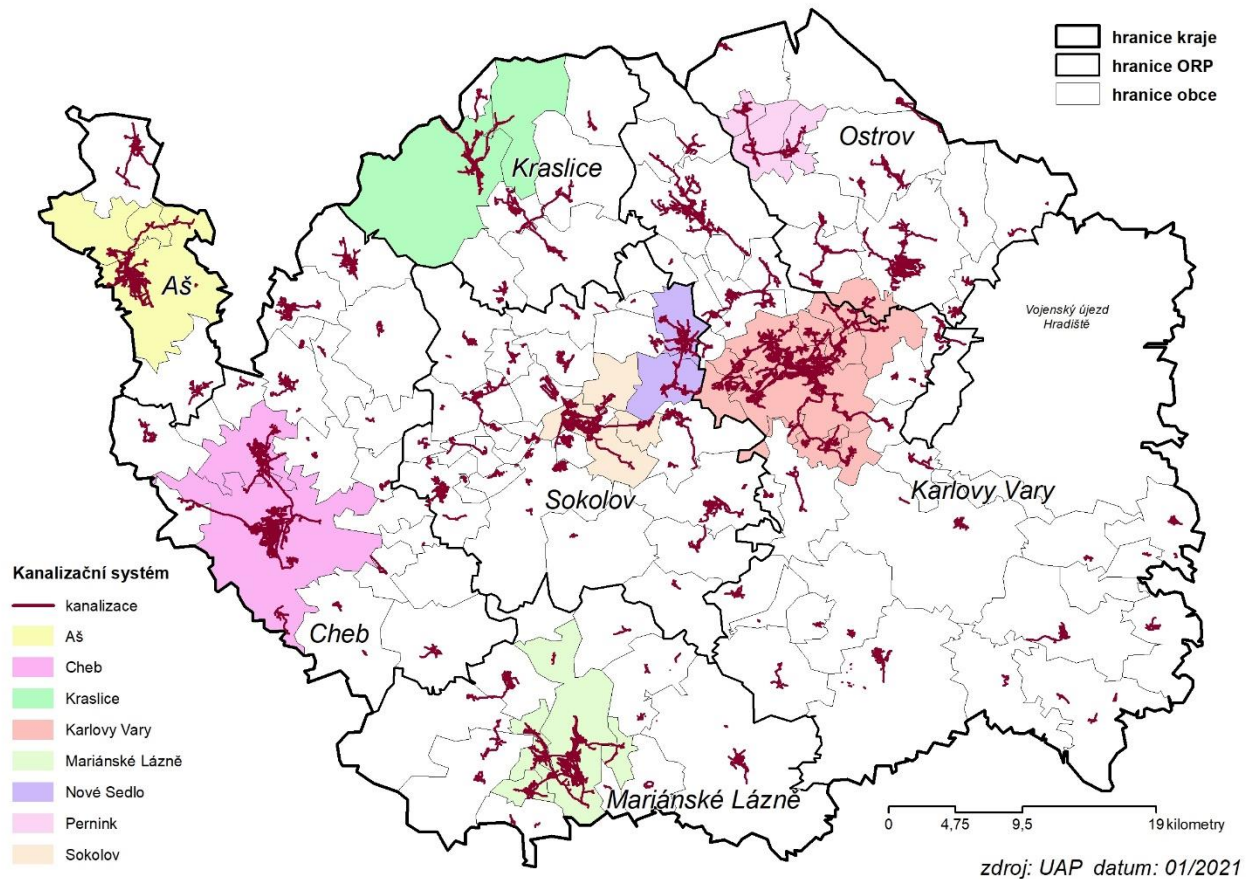 hranice kraje
hranice ORP
hranice obce
Ostrov
Kraslice
Aš
Vojenský újezd
Hradiště
Sokolov
Karlovy Vary
Cheb
Mariánské Lázně
Kanalizační systém
kanalizace
Aš
Cheb
Kraslice
Karlovy Vary
Mariánské Lázně
Nové Sedlo
Pernink
Sokolov
0 4,75 9,5 19 kilometry
zdroj: UAP datum: 01/2021